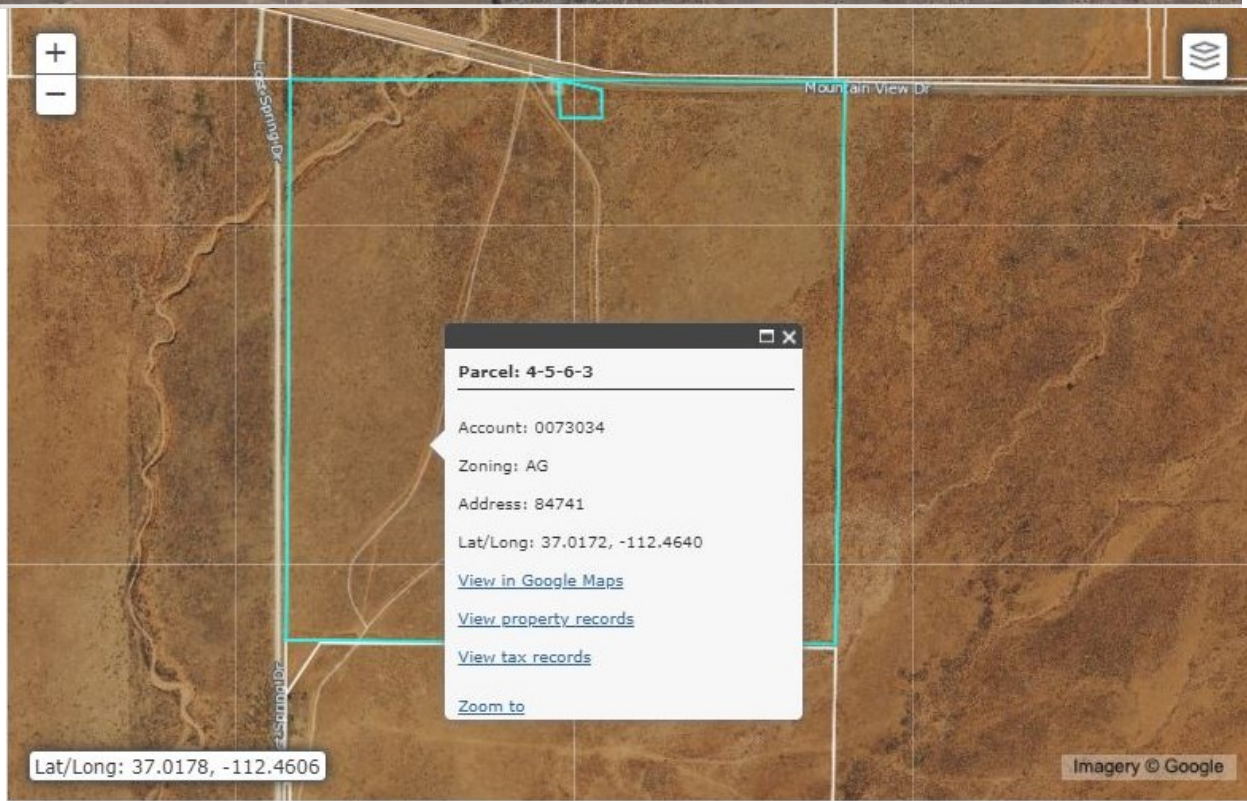 +
−
Lost Spring Dr
Mountain View Dr
Parcel: 4-5-6-3
Account: 0073034
Zoning: AG
Address: 84741
Lat/Long: 37.0172, -112.4640
View in Google Maps
View property records
View tax records
Zoom to
Lat/Long: 37.0178, -112.4606
Imagery © Google